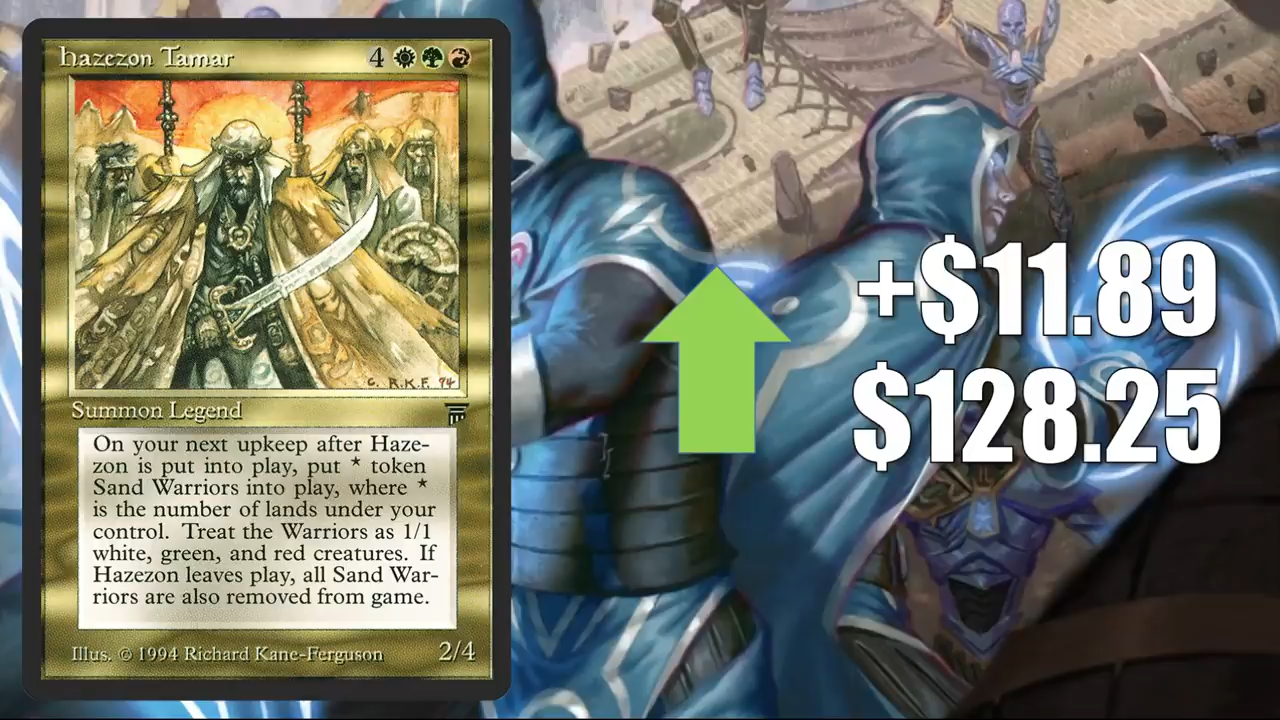 Hazezon Tamar 4
C. R.K.F. 94
Summon Legend
On your next upkeep after Haze-
zon is put into play, put * token
Sand Warriors into play, where *
is the number of lands under your
control. Treat the Warriors as 1/1
white, green, and red creatures. If
Hazezon leaves play, all Sand War-
riors are also removed from game.
Illus. © 1994 Richard Kane-Ferguson 2/4
+$11.89
$128.25